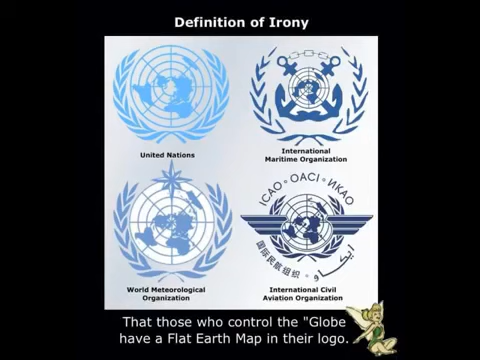 Definition of Irony
United Nations
International
Maritime Organization
ICAO • OACI • ИКАО
国际民航组织
ايكاو
World Meteorological
Organization
International Civil
Aviation Organization
That those who control the "Globe
have a Flat Earth Map in their logo.